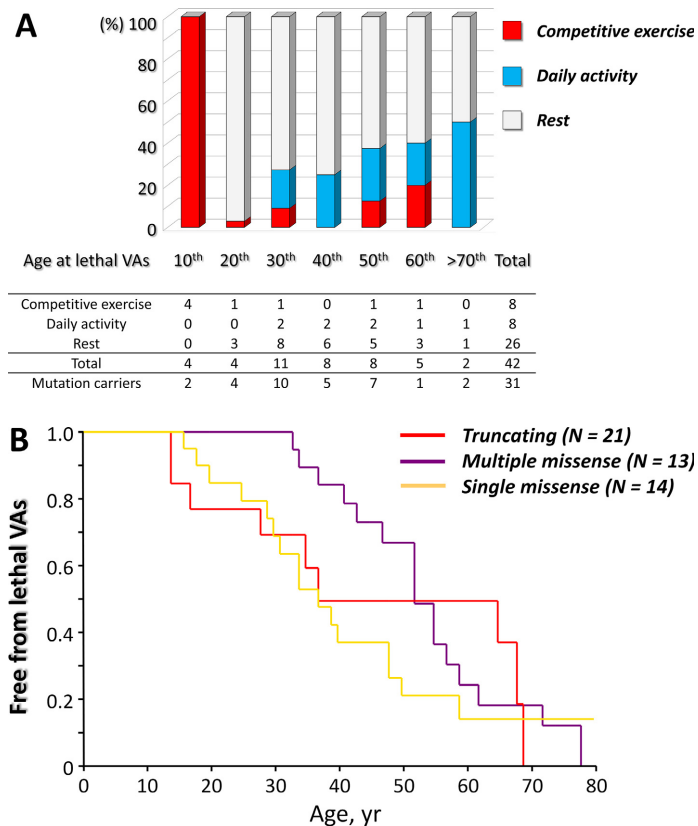 A
(%)
100
80
60
40
20
0
Competitive exercise
Daily activity
Rest
Age at lethal VAs 10th 20th 30th 40th 50th 60th >70th Total
Competitive exercise 4 1 1 0 1 1 0 8
Daily activity 0 0 2 2 2 1 1 8
Rest 0 3 8 6 5 3 1 26
Total 4 4 11 8 8 5 2 42
Mutation carriers 2 4 10 5 7 1 2 31
B
Truncating (N = 21)
Multiple missense (N = 13)
Single missense (N = 14)
Free from lethal VAs
1.0
0.8
0.6
0.4
0.2
0
0 10 20 30 40 50 60 70 80
Age, yr